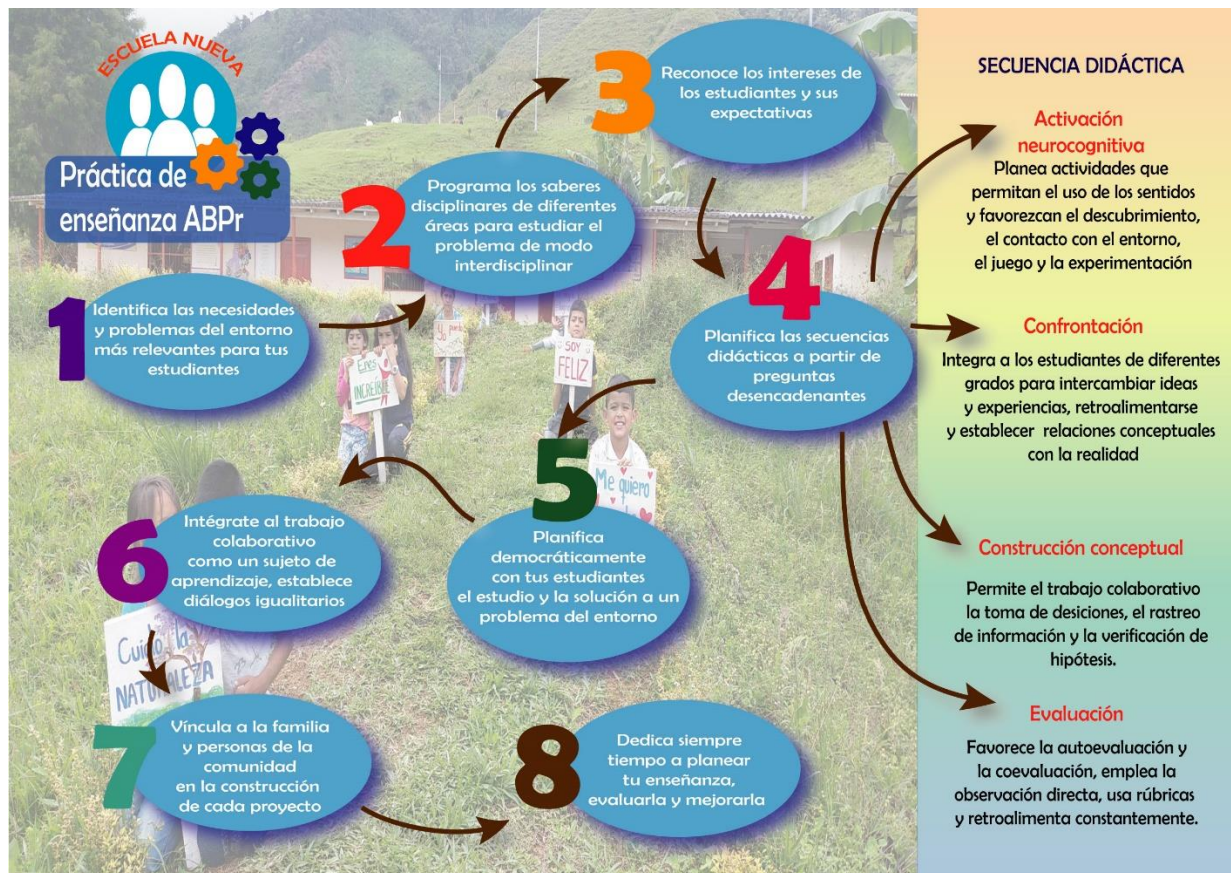 ESCUELA NUEVA
Práctica de
enseñanza ABPr
1
Identifica las necesidades
y problemas del entorno
más relevantes para tus
estudiantes
2
Programa los saberes
disciplinares de diferentes
áreas para estudiar el
problema de modo
interdisciplinar
3
Reconoce los intereses de
los estudiantes y sus
expectativas
4
Planifica las secuencias
didácticas a partir de
preguntas
desencadenantes
5
Planifica
democráticamente
con tus estudiantes
el estudio y la solución a un
problema del entorno
6
Intégrate al trabajo
colaborativo
como un sujeto de
aprendizaje, establece
diálogos igualitarios
7
Víncula a la familia
y personas de la
comunidad
en la construcción
de cada proyecto
8
Dedica siempre
tiempo a planear
tu enseñanza,
evaluarla y mejorarla
Eres
INCREIBLE
Yo
SOY
FELIZ
Me quiero
Cuido la
NATURALEZA
SECUENCIA DIDÁCTICA
Activación
neurocognitiva
Planea actividades que
permitan el uso de los sentidos
y favorezcan el descubrimiento,
el contacto con el entorno,
el juego y la experimentación
Confrontación
Integra a los estudiantes de diferentes
grados para intercambiar ideas
y experiencias, retroalimentarse
y establecer relaciones conceptuales
con la realidad
Construcción conceptual
Permite el trabajo colaborativo
la toma de desiciones, el rastreo
de información y la verificación de
hipótesis.
Evaluación
Favorece la autoevaluación y
la coevaluación, emplea la
observación directa, usa rúbricas
y retroalimenta constantemente.